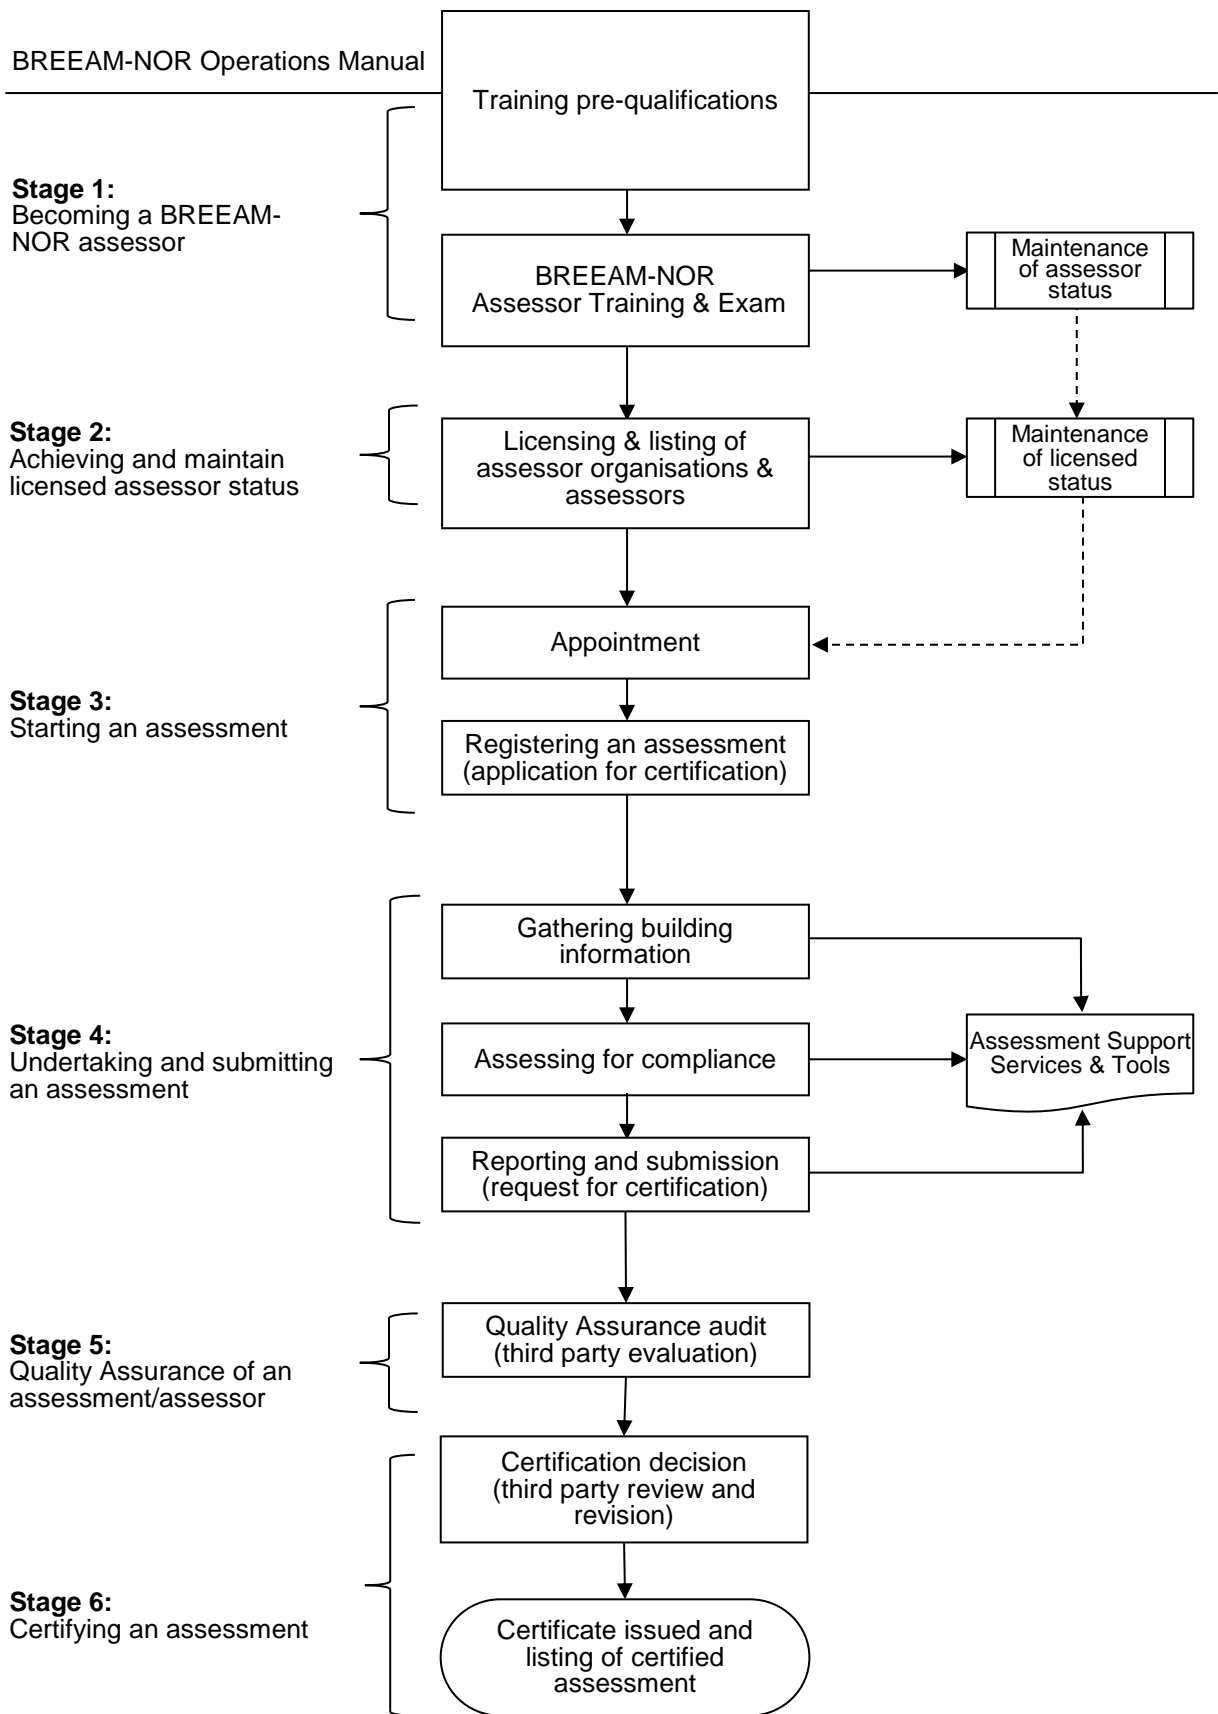 BREEAM-NOR Operations Manual
Training pre-qualifications
Stage 1:
Becoming a BREEAM-
NOR assessor
BREEAM-NOR
Assessor Training & Exam
Maintenance
of assessor
status
Stage 2:
Achieving and maintain
licensed assessor status
Licensing & listing of
assessor organisations &
assessors
Maintenance
of licensed
status
Appointment
Stage 3:
Starting an assessment
Registering an assessment
(application for certification)
Gathering building
information
Stage 4:
Undertaking and submitting
an assessment
Assessing for compliance
Assessment Support
Services & Tools
Reporting and submission
(request for certification)
Stage 5:
Quality Assurance of an
assessment/assessor
Quality Assurance audit
(third party evaluation)
Certification decision
(third party review and
revision)
Stage 6:
Certifying an assessment
Certificate issued and
listing of certified
assessment